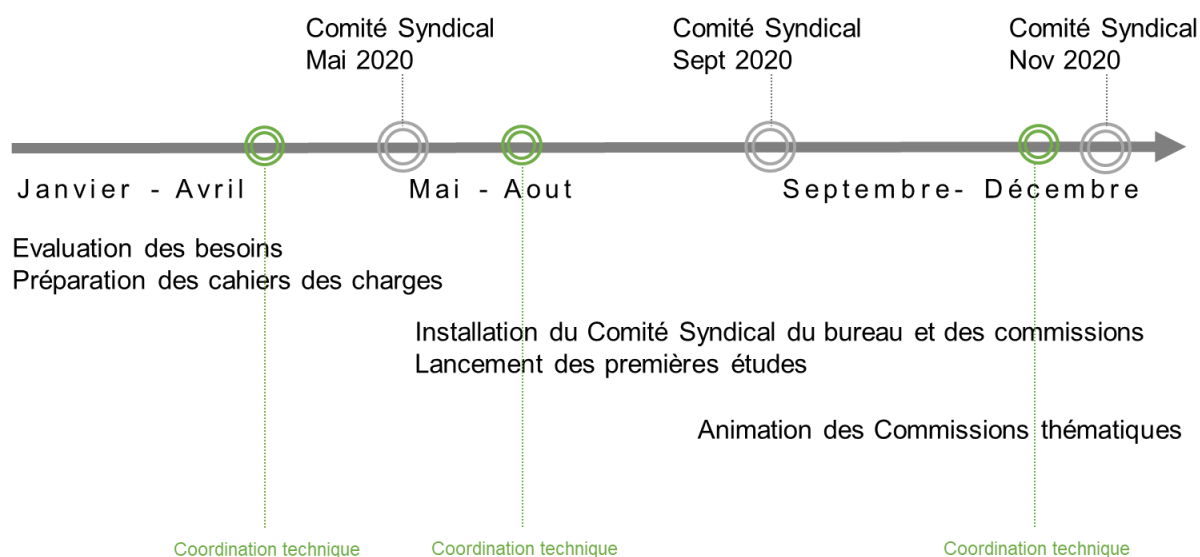 Comité Syndical
Mai 2020
Comité Syndical
Sept 2020
Comité Syndical
Nov 2020
Janvier - Avril
Mai - Aout
Septembre- Décembre
Evaluation des besoins
Préparation des cahiers des charges
Installation du Comité Syndical du bureau et des commissions
Lancement des premières études
Animation des Commissions thématiques
Coordination technique
Coordination technique
Coordination technique